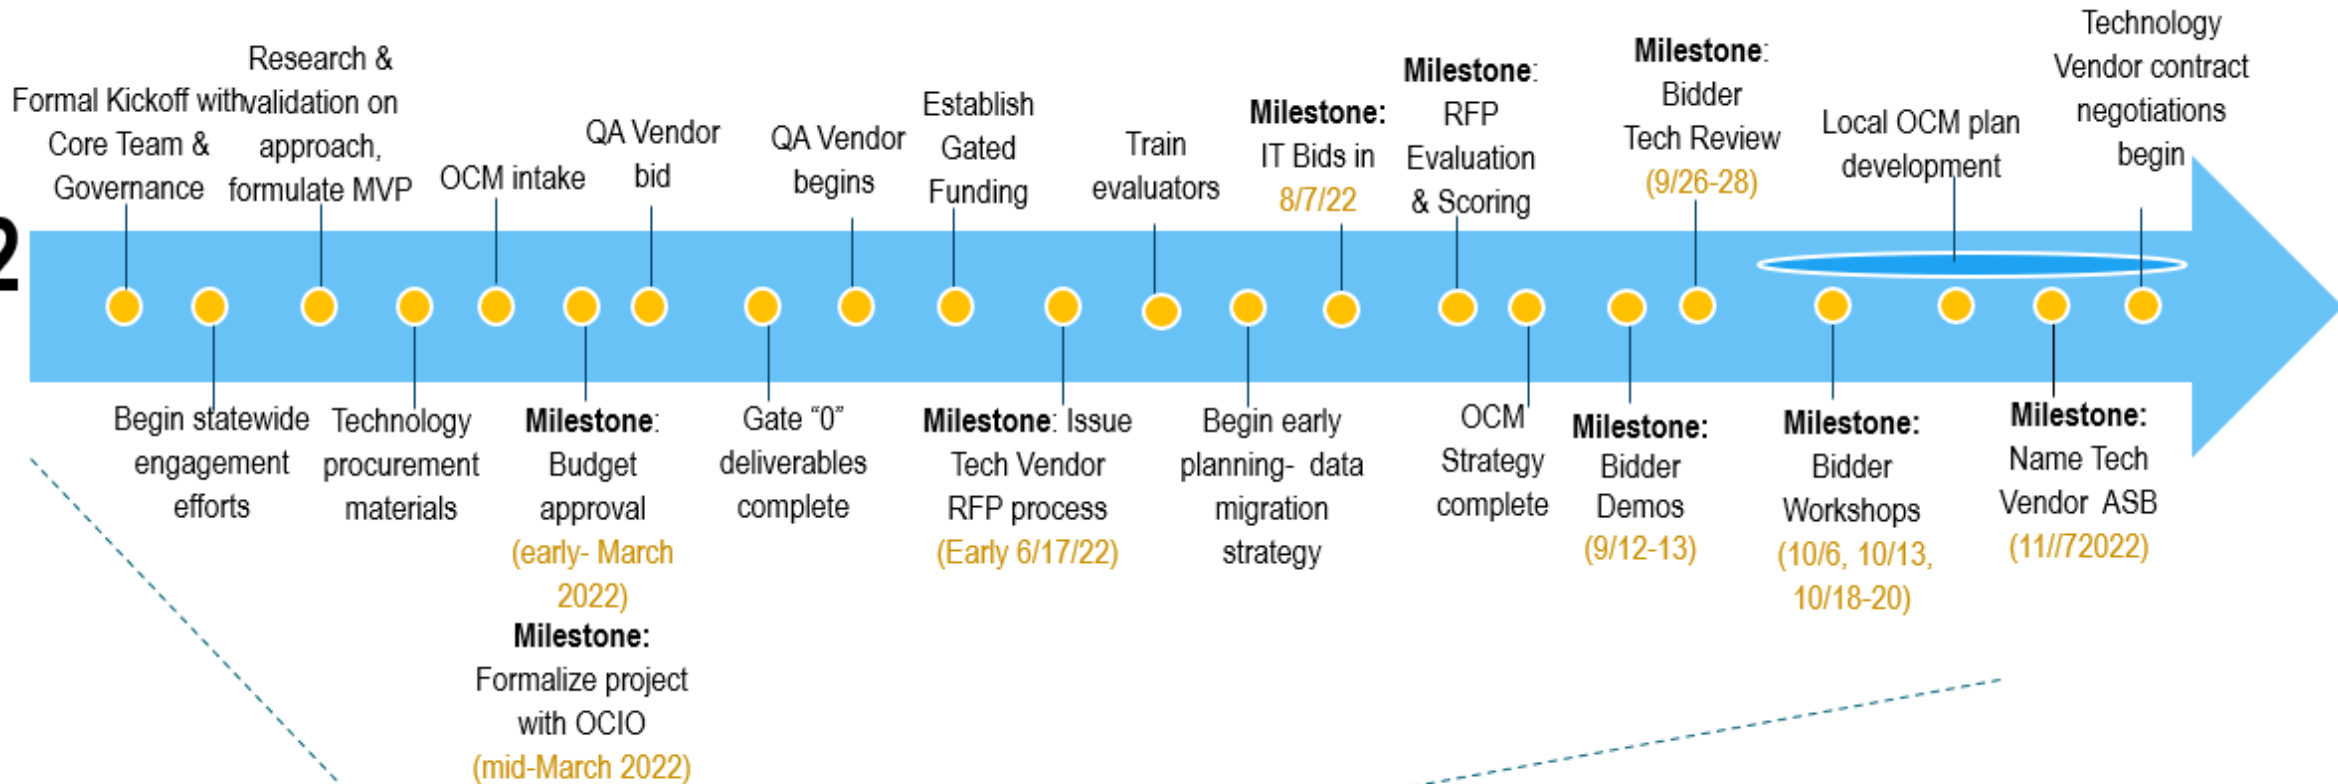 2
Formal Kickoff with
Core Team &
Governance
Research &
validation on
approach,
formulate MVP
OCM intake
QA Vendor
bid
QA Vendor
begins
Establish
Gated
Funding
Train
evaluators
Milestone:
IT Bids in
8/7/22
Milestone:
RFP
Evaluation
& Scoring
Milestone:
Bidder
Tech Review
(9/26-28)
Local OCM plan
development
Technology
Vendor contract
negotiations
begin
Begin statewide
engagement
efforts
Technology
procurement
materials
Milestone:
Budget
approval
(early- March
2022)
Milestone:
Formalize project
with OCIO
(mid-March 2022)
Gate “0”
deliverables
complete
Milestone: Issue
Tech Vendor
RFP process
(Early 6/17/22)
Begin early
planning- data
migration
strategy
OCM
Strategy
complete
Milestone:
Bidder
Demos
(9/12-13)
Milestone:
Bidder
Workshops
(10/6, 10/13,
10/18-20)
Milestone:
Name Tech
Vendor ASB
(11//72022)